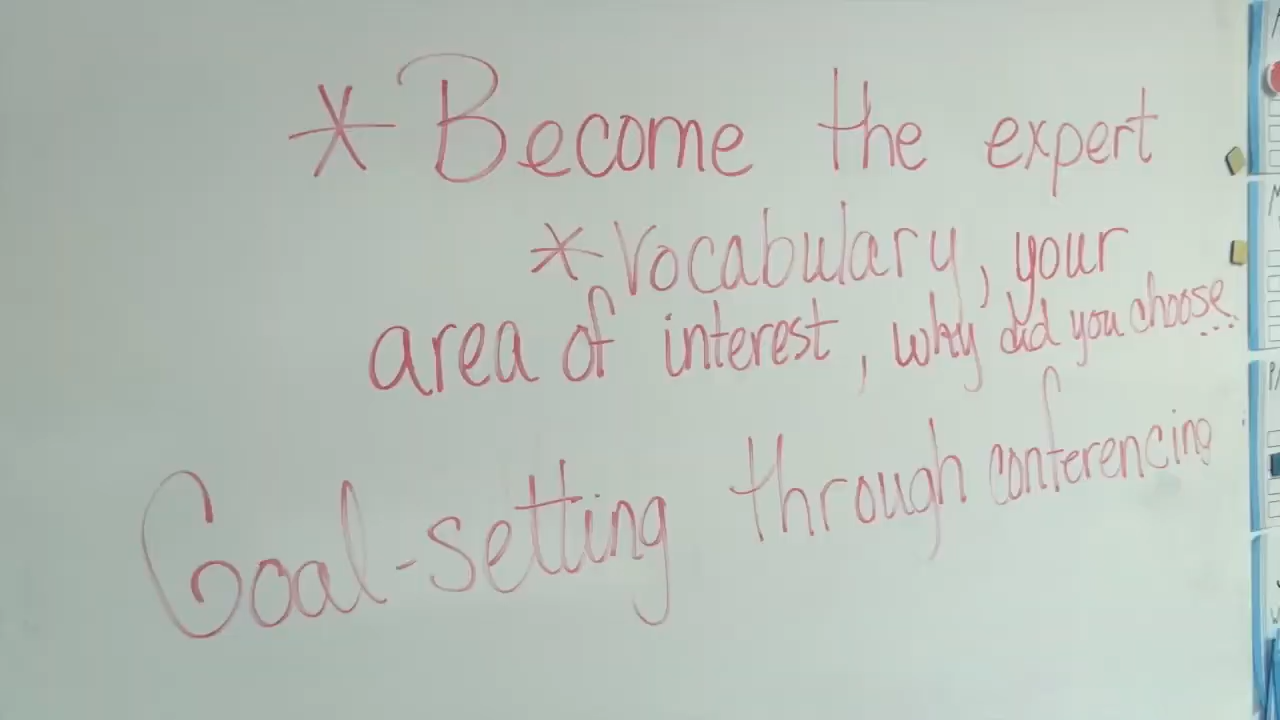 * Become the expert
* Vocabulary, your
area of interest, why did you choose...
Goal-setting through conferencing